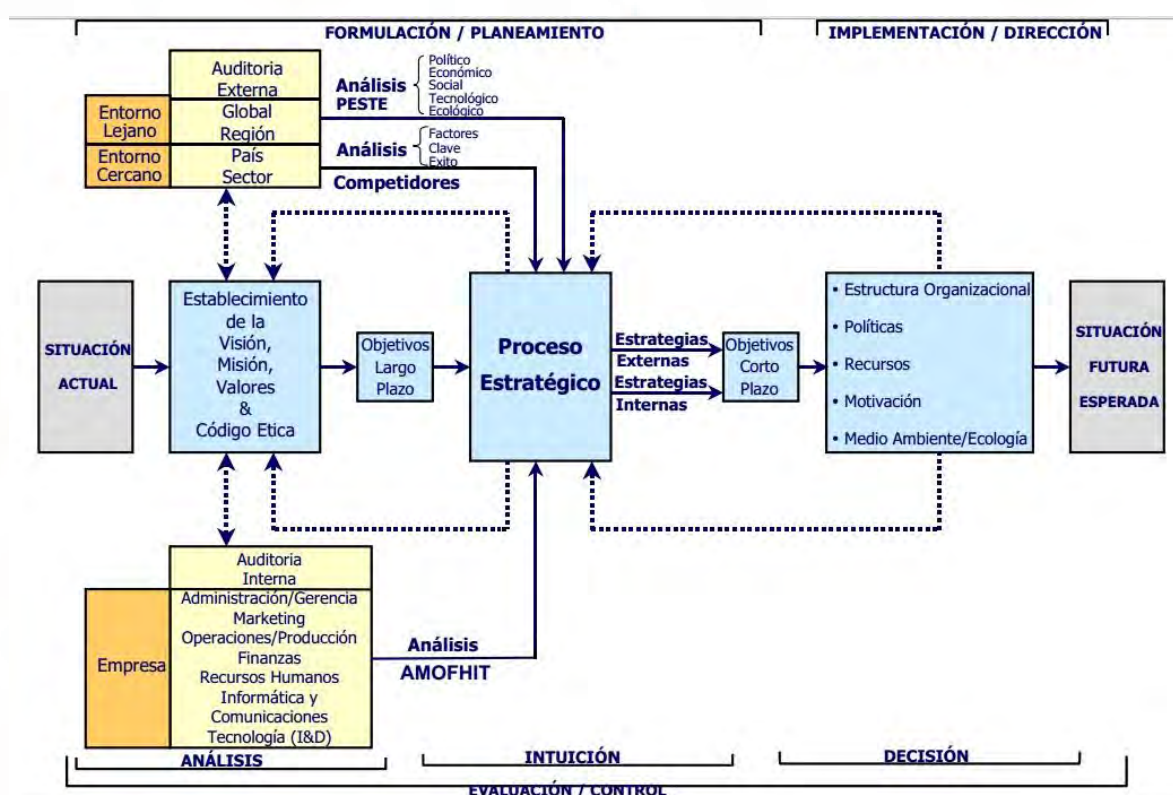 FORMULACIÓN / PLANEAMIENTO
IMPLEMENTACIÓN / DIRECCIÓN
Auditoria
Externa
Entorno
Lejano
Global
Región
Entorno
Cercano
País
Sector
Análisis
PESTE
Político
Económico
Social
Tecnológico
Ecológico
Análisis
Competidores
Factores
Clave
Exito
SITUACIÓN
ACTUAL
Establecimiento
de la
Visión,
Misión,
Valores
&
Código Etica
Objetivos
Largo
Plazo
Proceso
Estratégico
Estrategias
Externas
Estrategias
Internas
Objetivos
Corto
Plazo
• Estructura Organizacional
• Políticas
• Recursos
• Motivación
• Medio Ambiente/Ecología
SITUACIÓN
FUTURA
ESPERADA
Auditoria
Interna
Empresa
Administración/Gerencia
Marketing
Operaciones/Producción
Finanzas
Recursos Humanos
Informática y
Comunicaciones
Tecnología (I&D)
Análisis
AMOFHIT
ANÁLISIS
INTUICIÓN
DECISIÓN
EVALUACIÓN / CONTROL